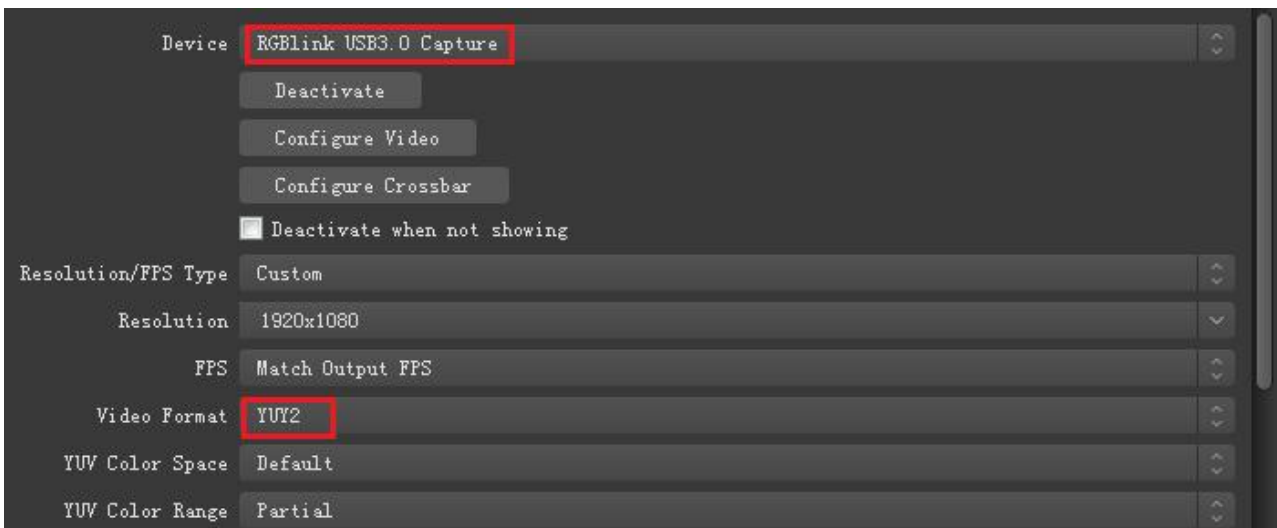 Device RGBlink USB3.0 Capture
Deactivate
Configure Video
Configure Crossbar
Deactivate when not showing
Resolution/FPS Type Custom
Resolution 1920x1080
FPS Match Output FPS
Video Format YUY2
YUV Color Space Default
YUV Color Range Partial